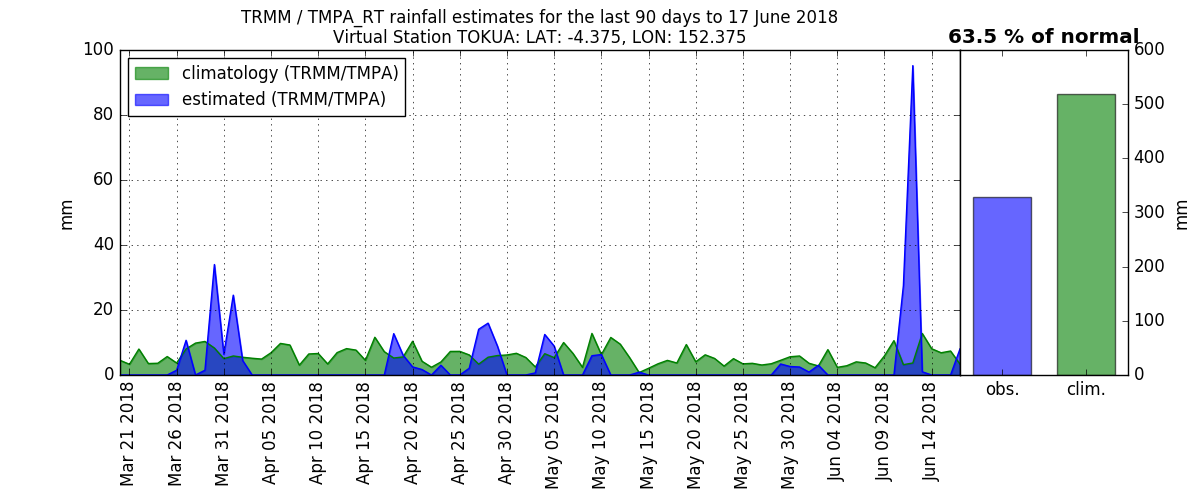 TRMM / TMPA_RT rainfall estimates for the last 90 days to 17 June 2018
Virtual Station TOKUA: LAT: -4.375, LON: 152.375
63.5 % of normal
climatology (TRMM/TMPA)
estimated (TRMM/TMPA)
100
80
60
40
20
0
mm
Mar 21 2018
Mar 26 2018
Mar 31 2018
Apr 05 2018
Apr 10 2018
Apr 15 2018
Apr 20 2018
Apr 25 2018
Apr 30 2018
May 05 2018
May 10 2018
May 15 2018
May 20 2018
May 25 2018
May 30 2018
Jun 04 2018
Jun 09 2018
Jun 14 2018
obs.
clim.
600
500
400
300
200
100
0
mm